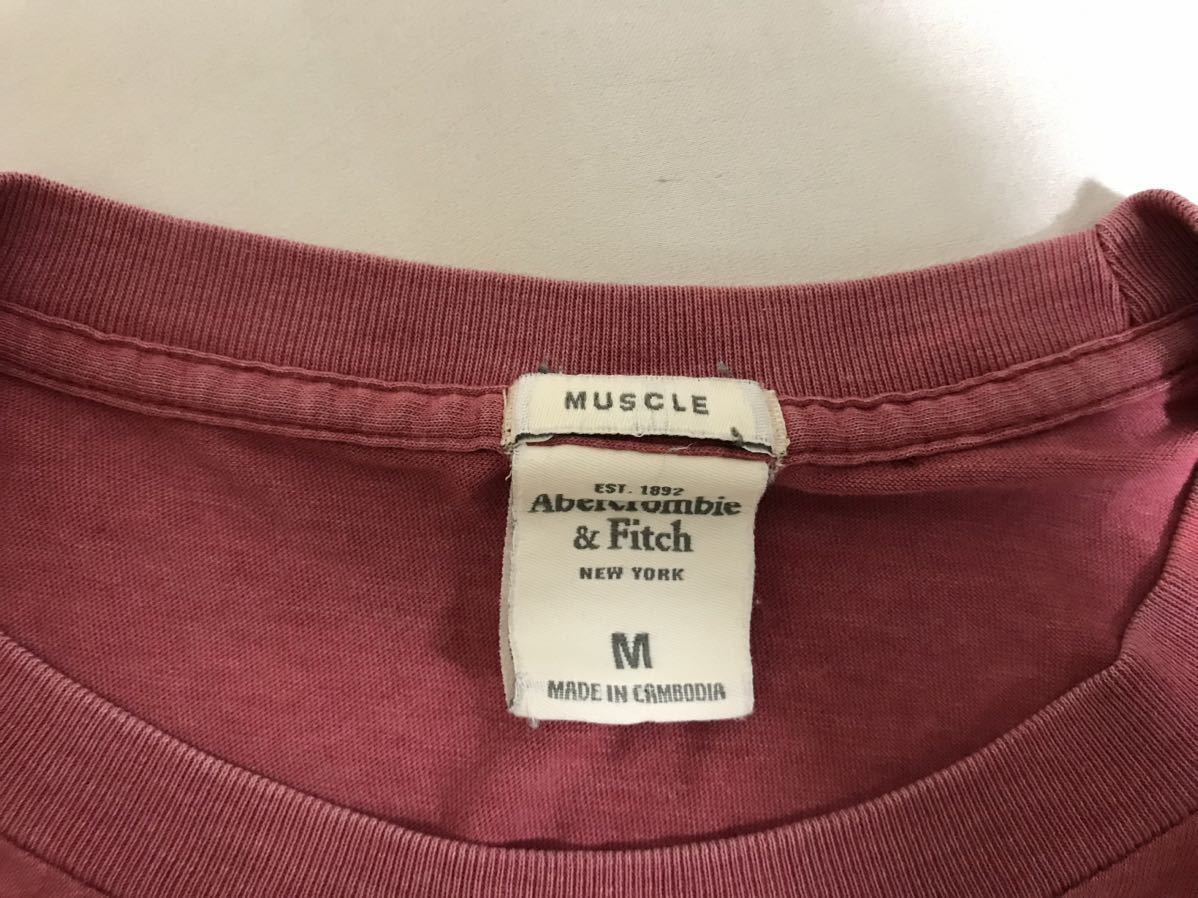 MUSCLE
EST. 1892
Abercrombie
& Fitch
NEW YORK
M
MADE IN CAMBODIA